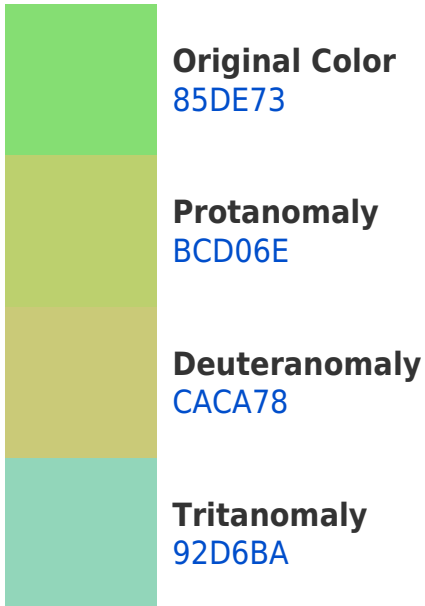 Original Color
85DE73
Protanomaly
BCD06E
Deuteranomaly
CACA78
Tritanomaly
92D6BA